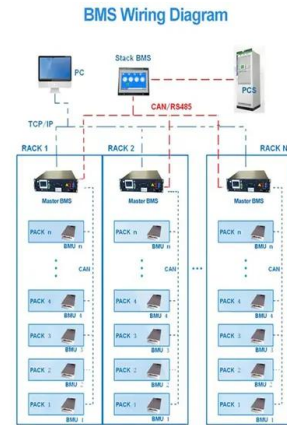 BMS Wiring Diagram
Stack BMS
PC
PCS
CAN/RS485
TCP/IP
RACK 1
RACK 2
RACK N
Master BMS
Master BMS
Master BMS
PACK n
BMU n
PACK n
BMU n
PACK n
BMU n
CAN
CAN
CAN
PACK 4
BMU 4
PACK 4
BMU 4
PACK 4
BMU 4
PACK 3
BMU 3
PACK 3
BMU 3
PACK 3
BMU 3
PACK 2
BMU 2
PACK 2
BMU 2
PACK 2
BMU 2
PACK 1
BMU 1
PACK 1
BMU 1
PACK 1
BMU 1